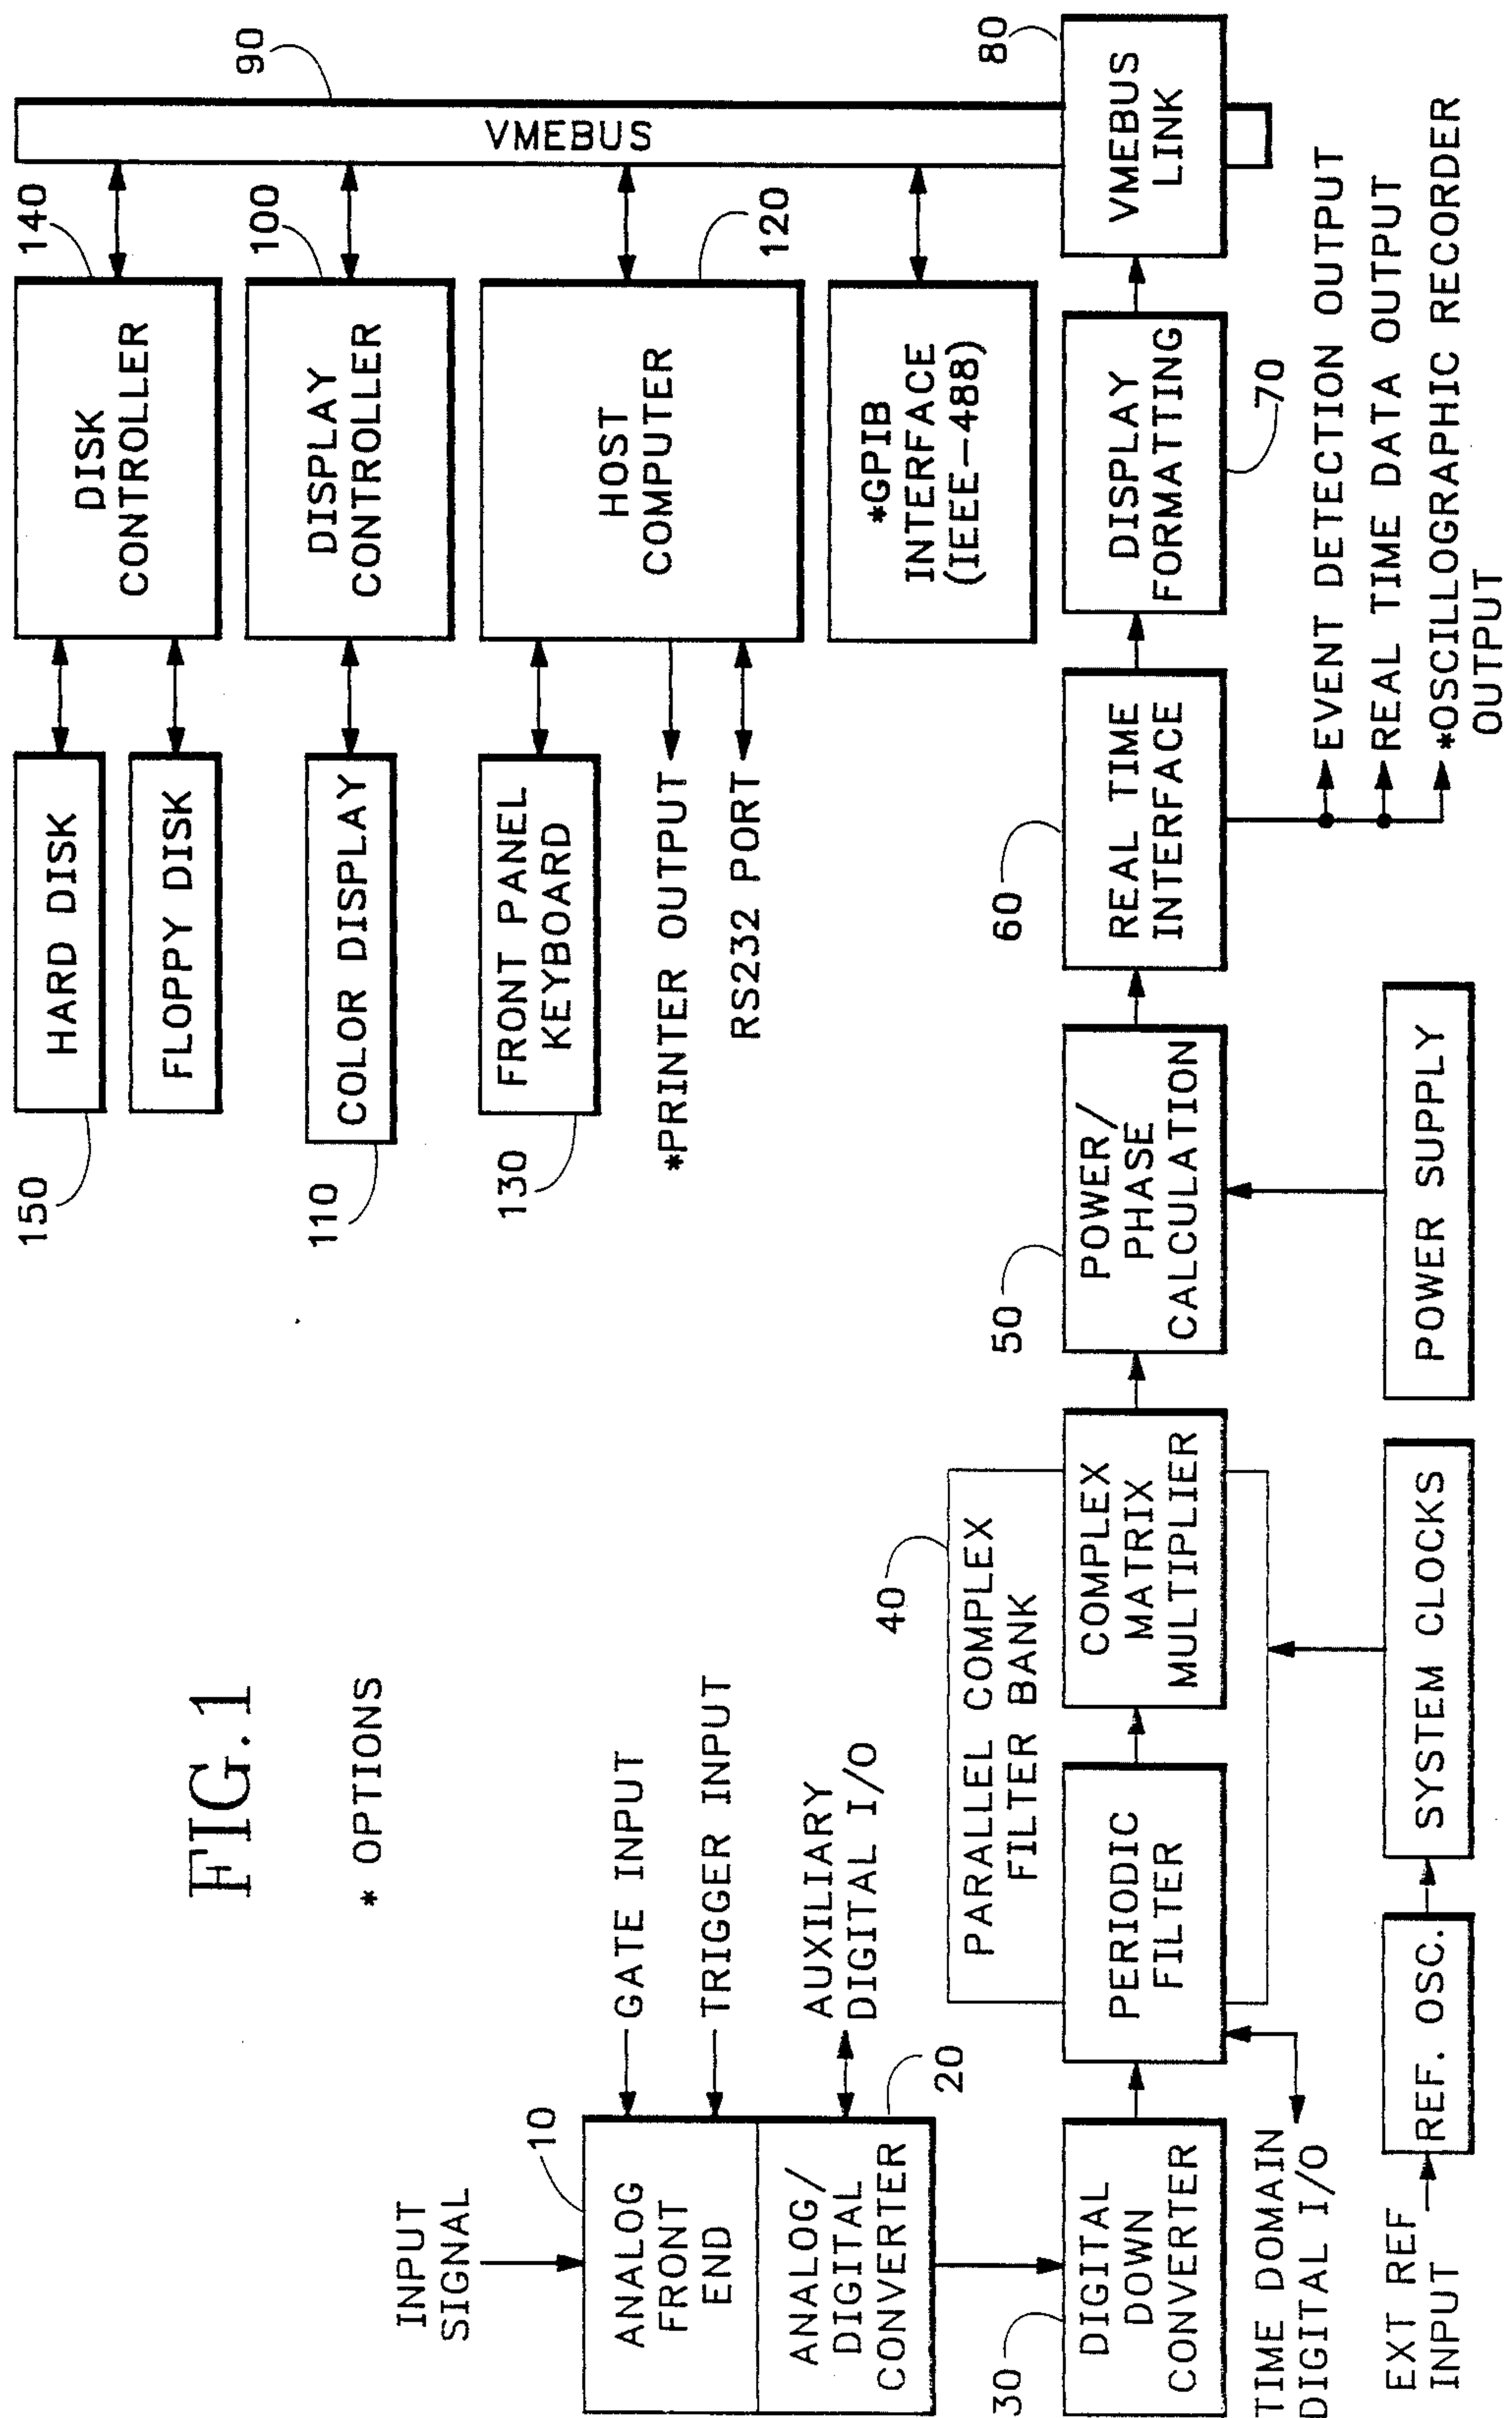 FIG.1
* OPTIONS
INPUT
SIGNAL
10
ANALOG
FRONT
END
GATE INPUT
TRIGGER INPUT
ANALOG/
DIGITAL
CONVERTER
20
AUXILIARY
DIGITAL I/O
30
DIGITAL
DOWN
CONVERTER
TIME DOMAIN
DIGITAL I/O
EXT REF
INPUT
REF. OSC.
SYSTEM CLOCKS
POWER SUPPLY
40
PARALLEL COMPLEX
FILTER BANK
PERIODIC
FILTER
COMPLEX
MATRIX
MULTIPLIER
50
POWER/
PHASE
CALCULATION
60
REAL TIME
INTERFACE
EVENT DETECTION OUTPUT
REAL TIME DATA OUTPUT
*OSCILLOGRAPHIC RECORDER
OUTPUT
DISPLAY
FORMATTING
70
80
VMEBUS
LINK
90
VMEBUS
150
HARD DISK
FLOPPY DISK
140
DISK
CONTROLLER
110
COLOR DISPLAY
100
DISPLAY
CONTROLLER
130
FRONT PANEL
KEYBOARD
*PRINTER OUTPUT
RS232 PORT
HOST
COMPUTER
120
*GPIB
INTERFACE
(IEEE-488)